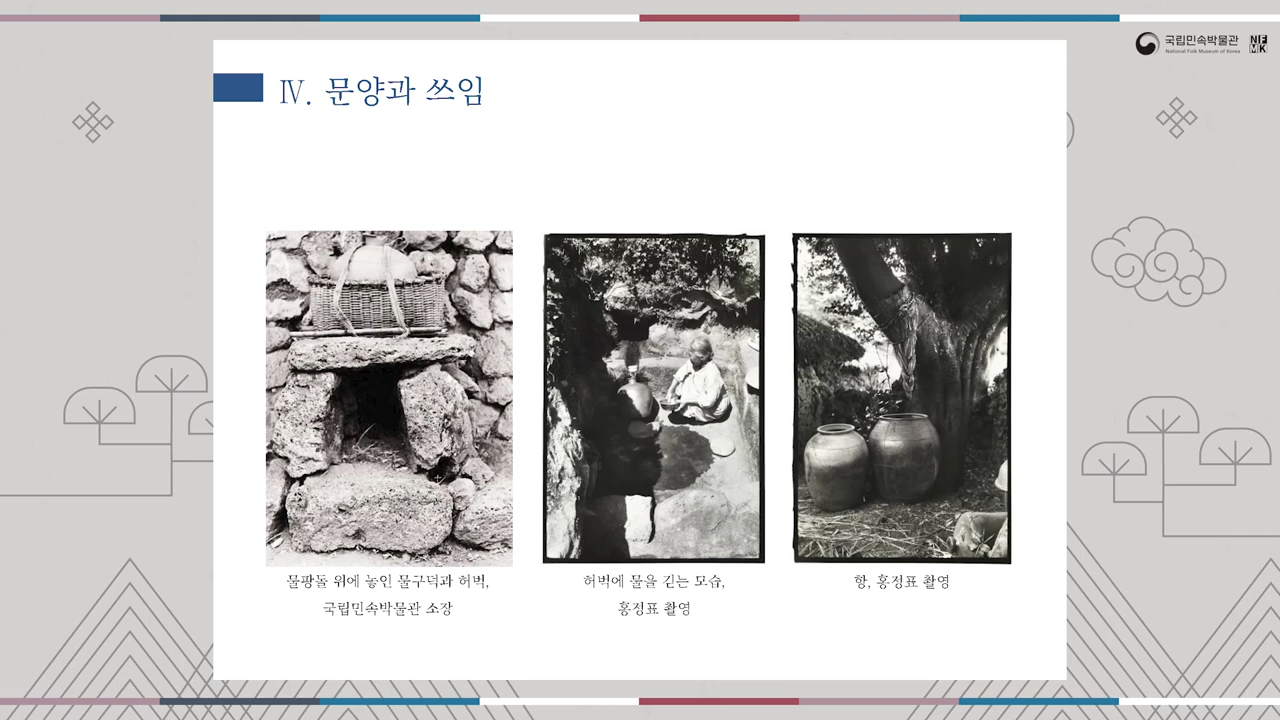 국립민속박물관
National Folk Museum of Korea
NF
MK
Ⅳ. 문양과 쓰임
물팡돌 위에 놓인 물구덕과 허벅,
국립민속박물관 소장
허벅에 물을 긷는 모습,
홍정표 촬영
항, 홍정표 촬영